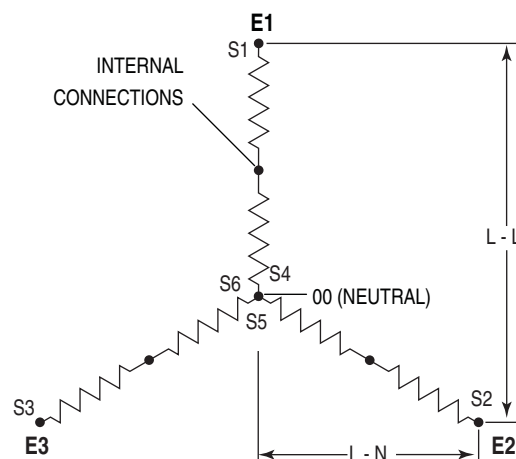 E1
S1
INTERNAL
CONNECTIONS
L - L
S4
S6
00 (NEUTRAL)
S5
S3
S2
E3
E2
L - N